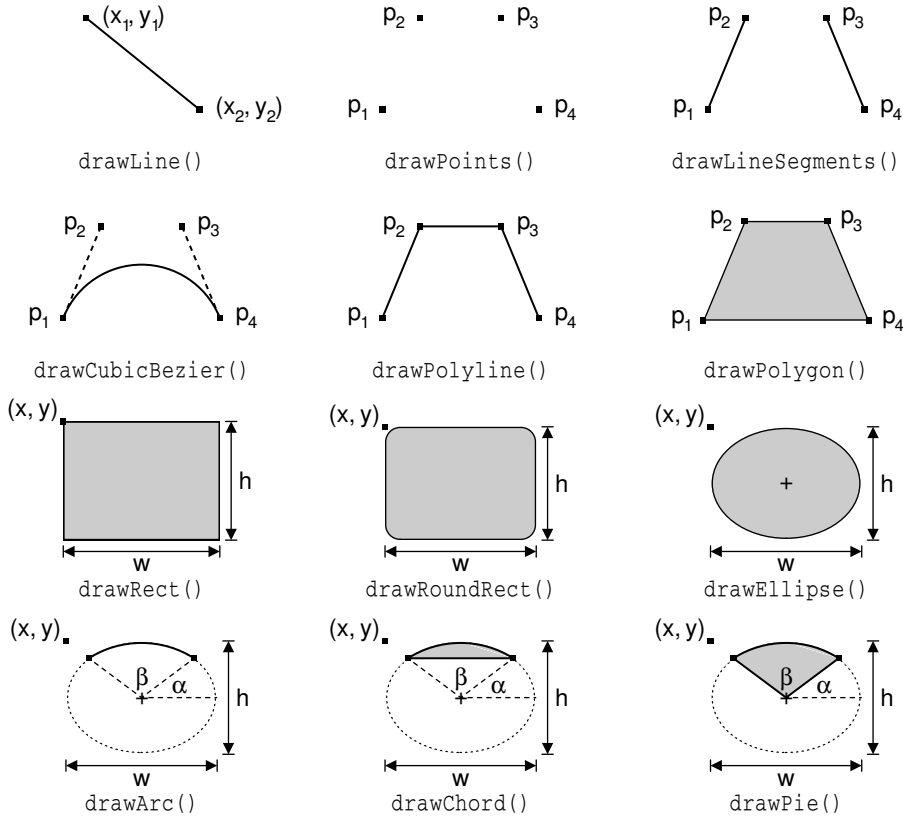 (x₁, y₁)
(x₂, y₂)
drawLine()
p₂ p₃
p₁ p₄
drawPoints()
p₂ p₃
p₁ p₄
drawLineSegments()
p₂ p₃
p₁ p₄
drawCubicBezier()
p₂ p₃
p₁ p₄
drawPolyline()
p₂ p₃
p₁ p₄
drawPolygon()
(x, y)
h
w
drawRect()
(x, y)
h
w
drawRoundRect()
(x, y)
h
w
drawEllipse()
(x, y)
β
α
h
w
drawArc()
(x, y)
β
α
h
w
drawChord()
(x, y)
β
α
h
w
drawPie()